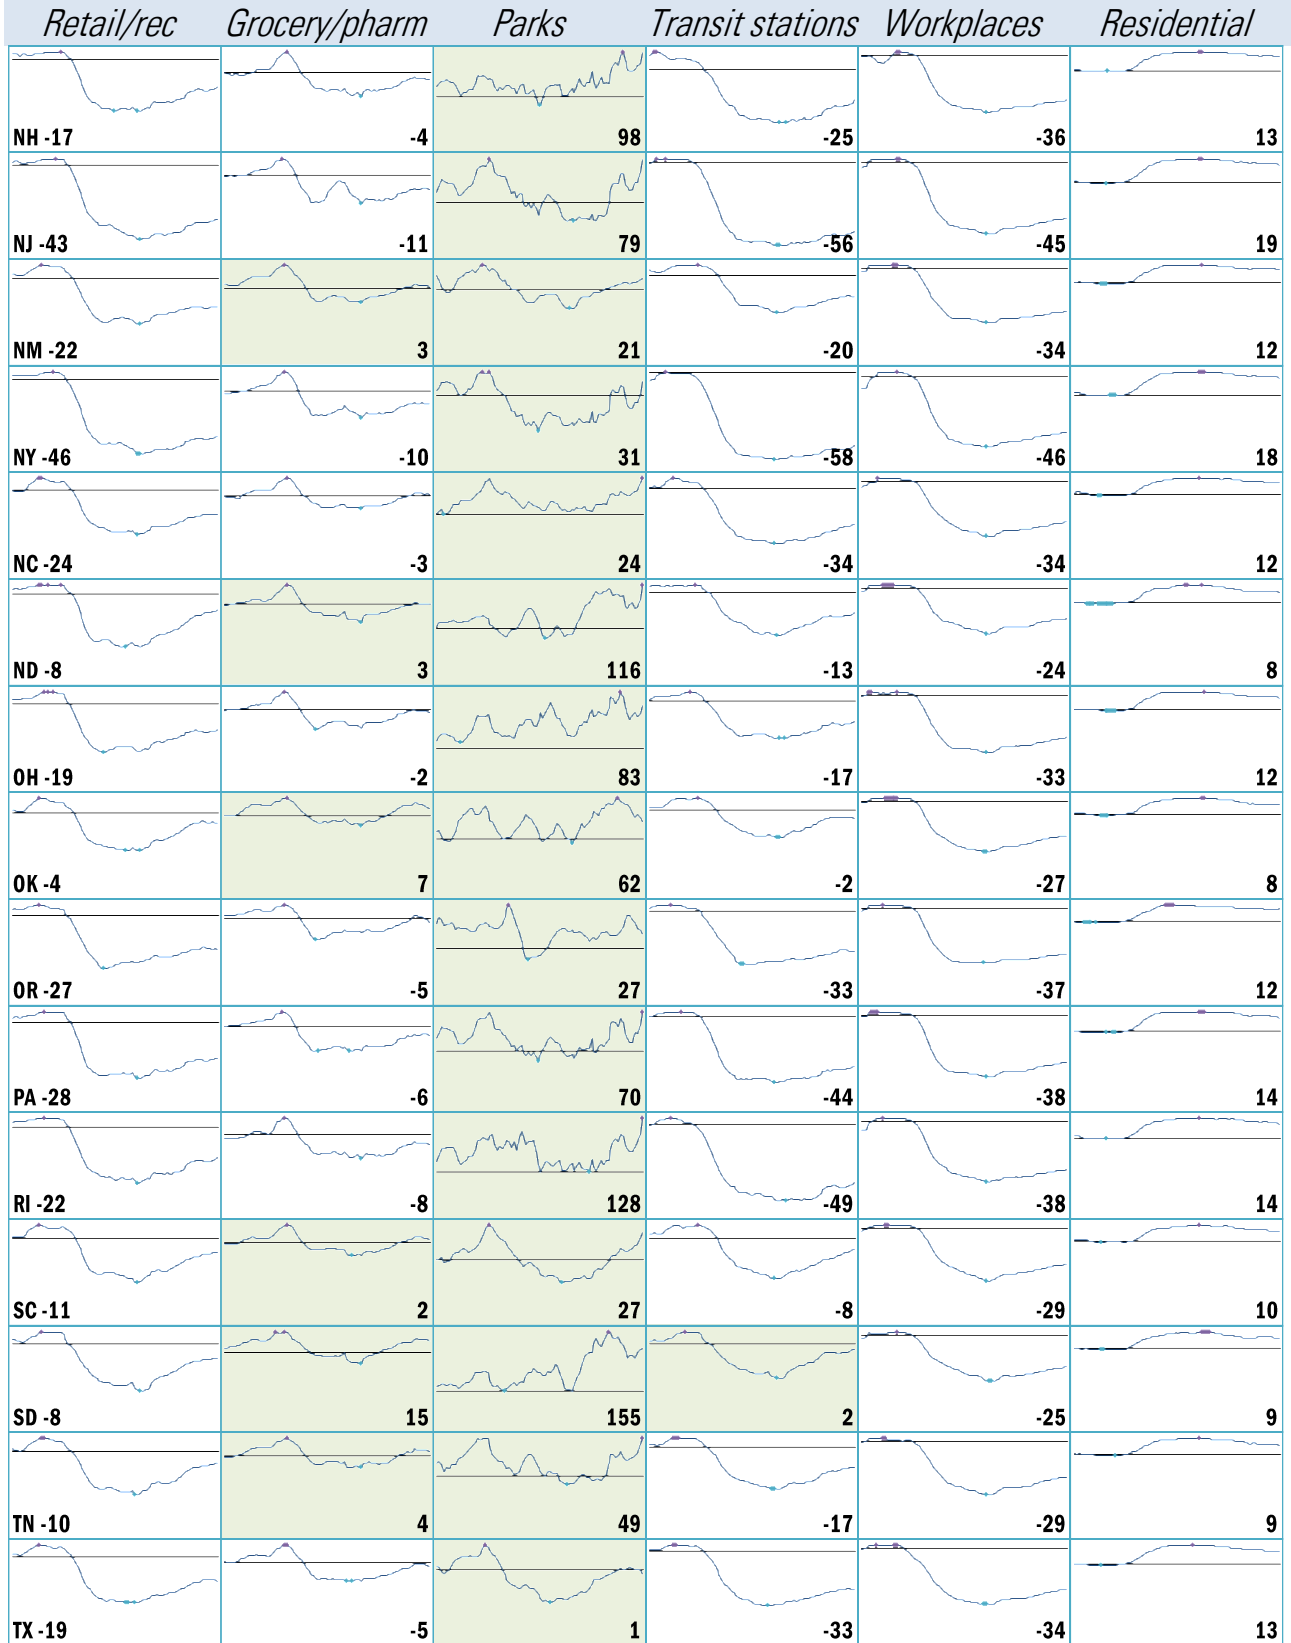 Retail/rec Grocery/pharm Parks Transit stations Workplaces Residential
NH -17 -4 98 -25 -36 13
NJ -43 -11 79 -56 -45 19
NM -22 3 21 -20 -34 12
NY -46 -10 31 -58 -46 18
NC -24 -3 24 -34 -34 12
ND -8 3 116 -13 -24 8
OH -19 -2 83 -17 -33 12
OK -4 7 62 -2 -27 8
OR -27 -5 27 -33 -37 12
PA -28 -6 70 -44 -38 14
RI -22 -8 128 -49 -38 14
SC -11 2 27 -8 -29 10
SD -8 15 155 2 -25 9
TN -10 4 49 -17 -29 9
TX -19 -5 1 -33 -34 13